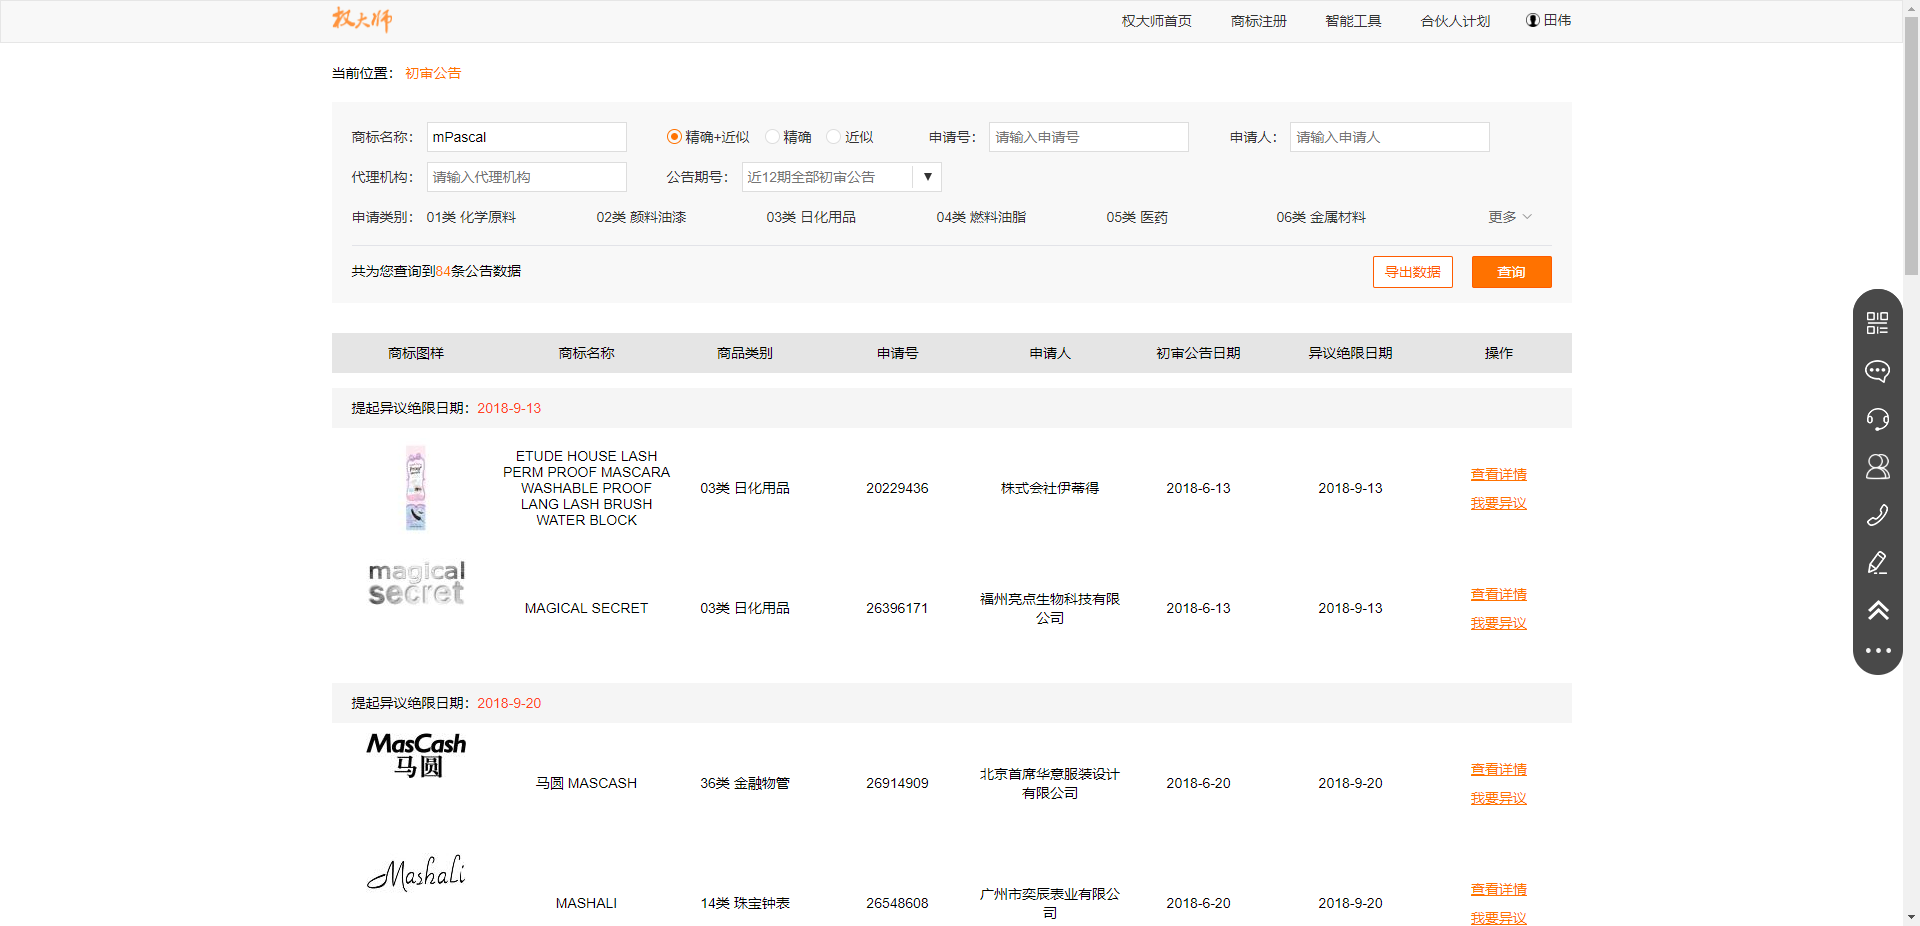 权大师
权大师首页 商标注册 智能工具 合伙人计划 田伟
当前位置： 初审公告
商标名称： mPascal 精确+近似 精确 近似 申请号： 请输入申请号 申请人： 请输入申请人
代理机构： 请输入代理机构 公告期号： 近12期全部初审公告 ▼
申请类别： 01类 化学原料 02类 颜料油漆 03类 日化用品 04类 燃料油脂 05类 医药 06类 金属材料 更多
共为您查询到84条公告数据 导出数据 查询
商标图样 商标名称 商品类别 申请号 申请人 初审公告日期 异议绝限日期 操作
提起异议绝限日期：2018-9-13
ETUDE HOUSE LASH
PERM PROOF MASCARA
WASHABLE PROOF
LANG LASH BRUSH
WATER BLOCK
03类 日化用品 20229436 株式会社伊蒂得 2018-6-13 2018-9-13
查看详情
我要异议
magical
secret
MAGICAL SECRET 03类 日化用品 26396171
福州亮点生物科技有限
公司
2018-6-13 2018-9-13
查看详情
我要异议
提起异议绝限日期：2018-9-20
MasCash
马圆
马圆 MASCASH 36类 金融物管 26914909
北京首席华意服装设计
有限公司
2018-6-20 2018-9-20
查看详情
我要异议
Mashali
MASHALI 14类 珠宝钟表 26548608
广州市奕辰表业有限公
司
2018-6-20 2018-9-20
查看详情
我要异议